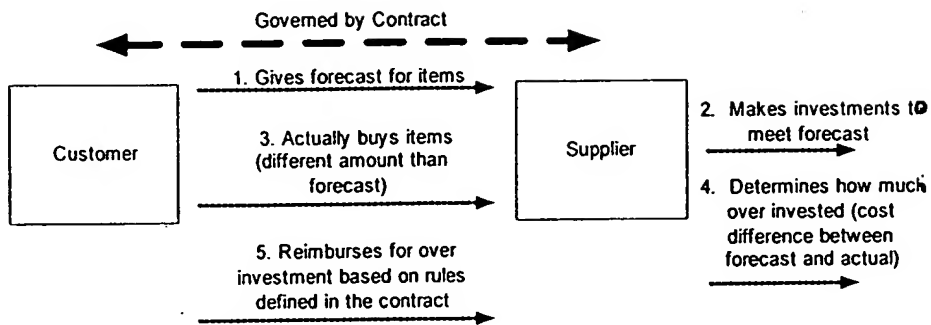 Governed by Contract
1. Gives forecast for items
Customer
3. Actually buys items
(different amount than
forecast)
5. Reimburses for over
investment based on rules
defined in the contract
Supplier
2. Makes investments to
meet forecast
4. Determines how much
over invested (cost
difference between
forecast and actual)